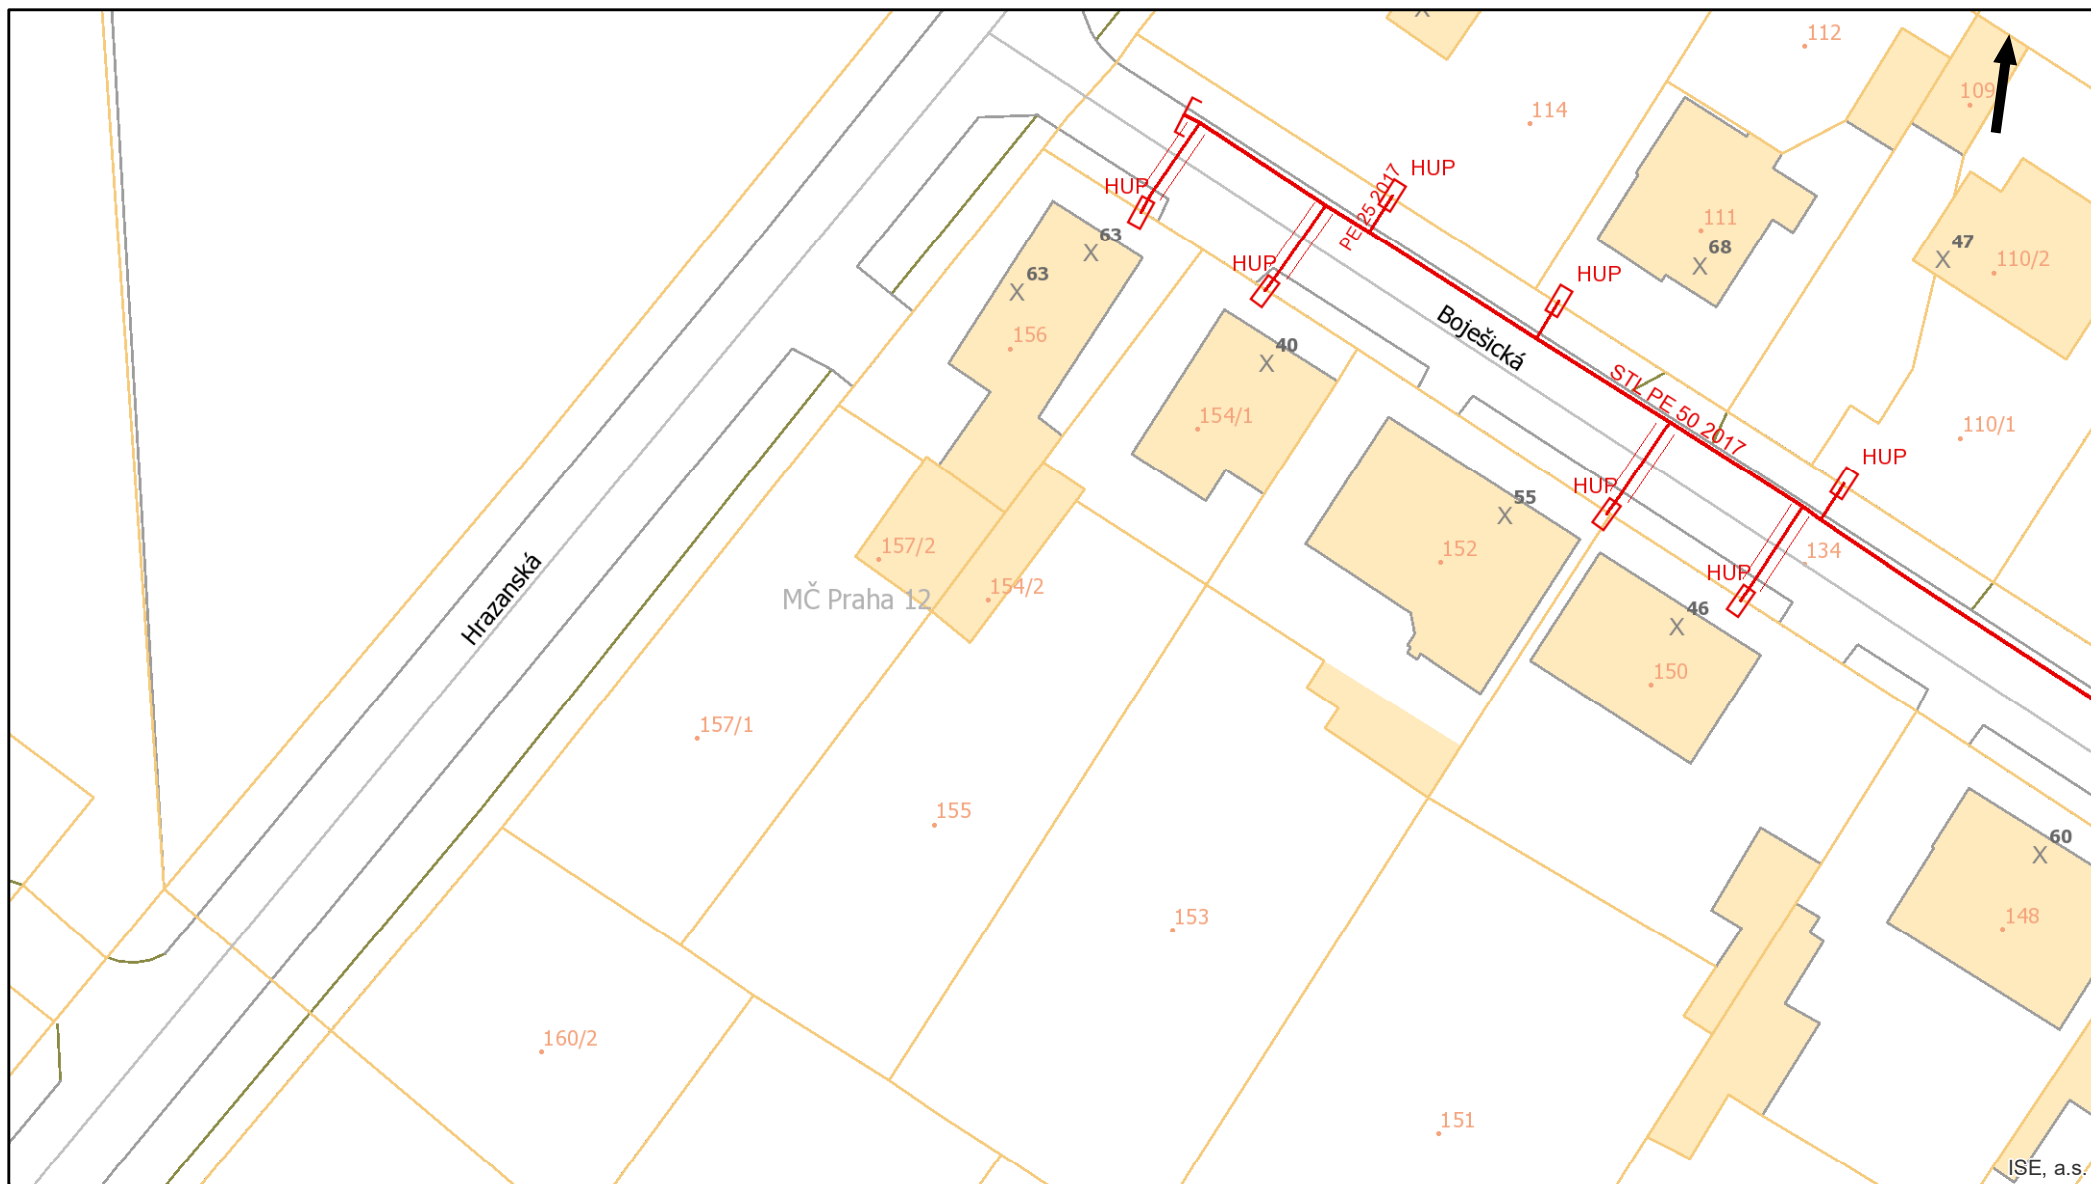 112
109
114
HUP
HUP
111
68
47
110/2
63
63
156
PE 25 2017
HUP
HUP
Boješická
40
154/1
STL PE 50 2017
110/1
HUP
HUP
55
152
134
HUP
46
150
157/2
154/2
Hrazanská
MČ Praha 12
157/1
155
153
60
148
160/2
151
ISE, a.s.